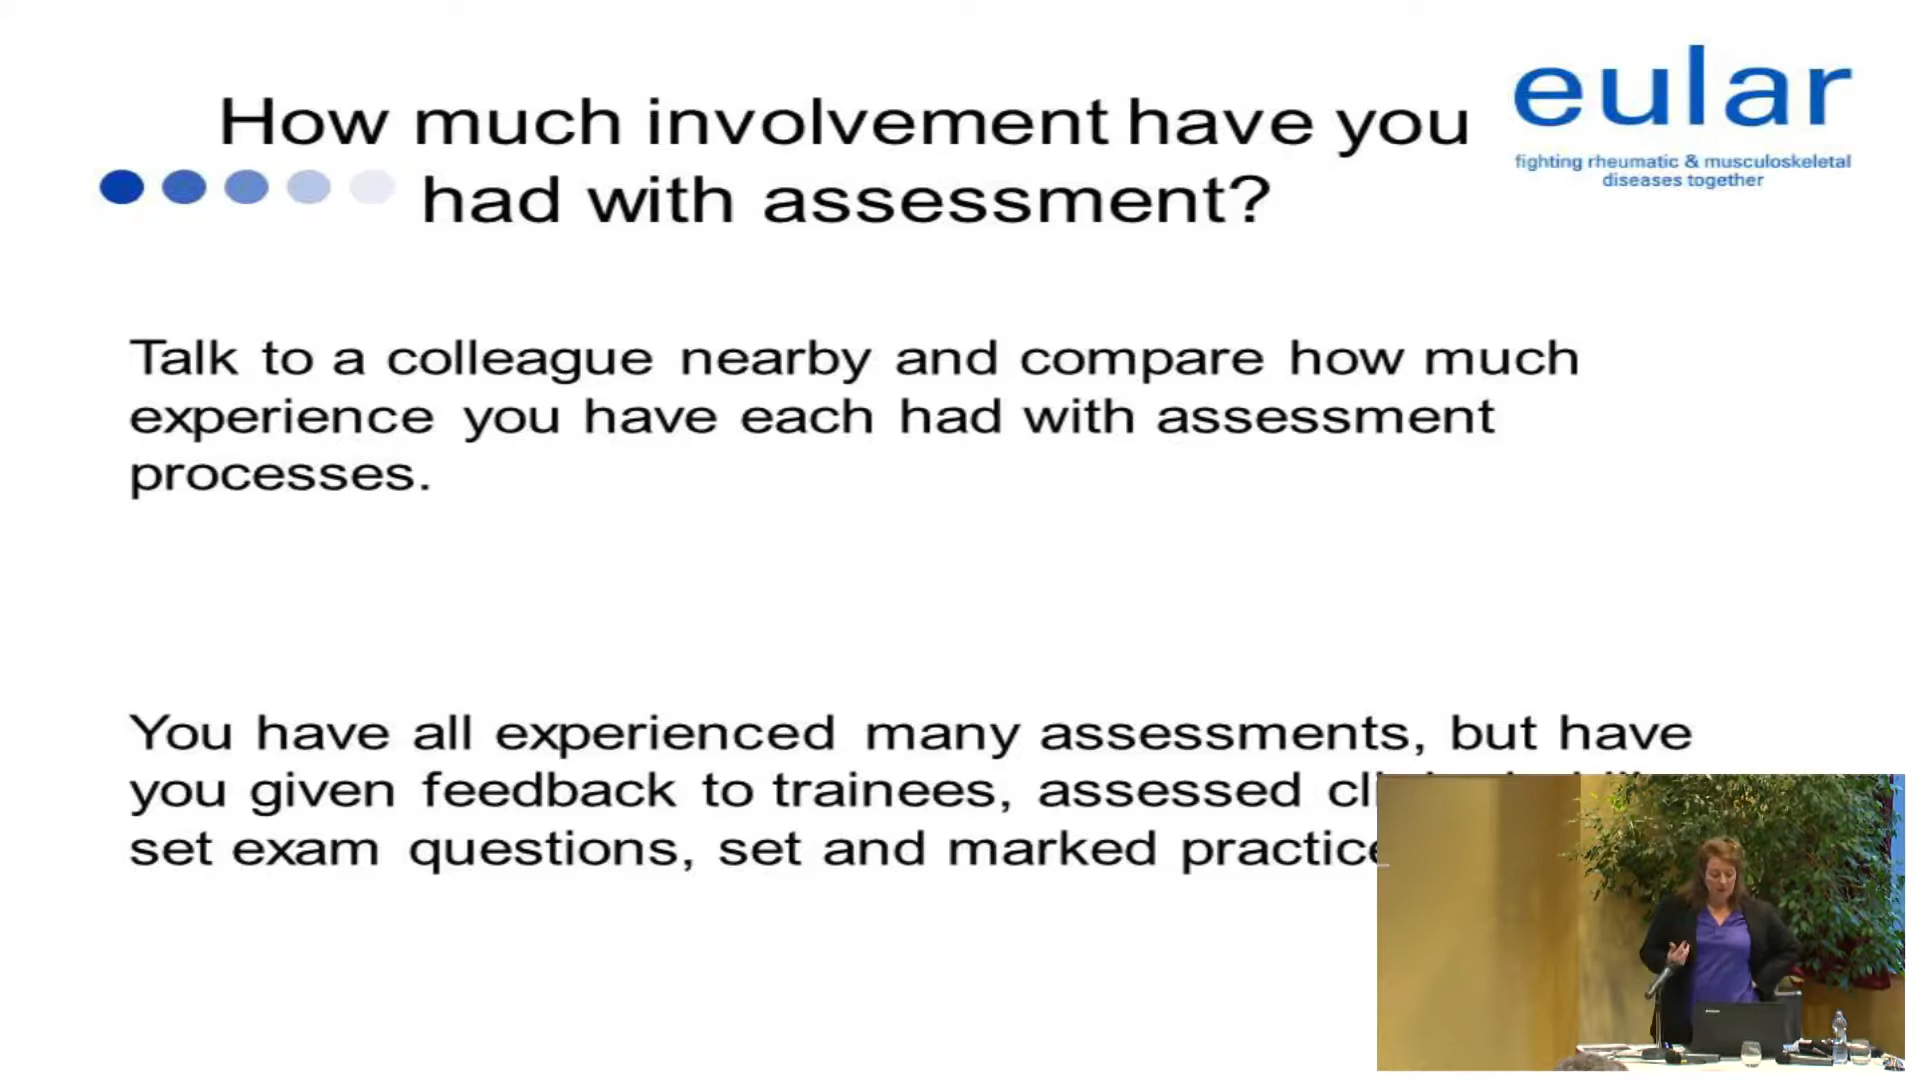 How much involvement have you
had with assessment?
eular
fighting rheumatic & musculoskeletal
diseases together
Talk to a colleague nearby and compare how much
experience you have each had with assessment
processes.
You have all experienced many assessments, but have
you given feedback to trainees, assessed
set exam questions, set and marked